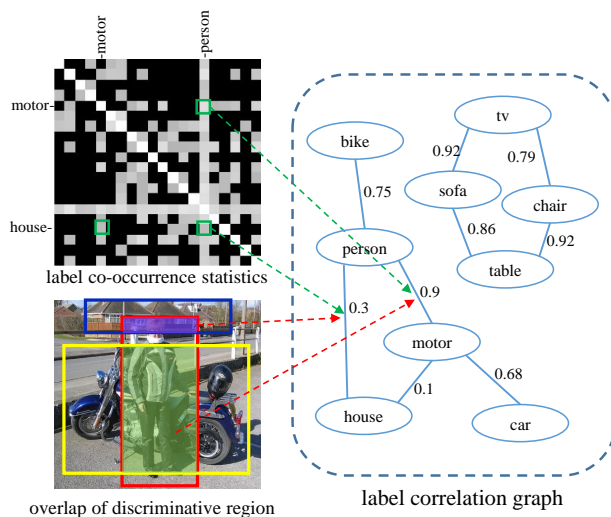 -motor
-person
motor-
house-
label co-occurrence statistics
overlap of discriminative region
bike
tv
0.92
0.79
0.75
sofa
chair
person
0.86
0.92
table
0.3
0.9
motor
0.1
0.68
house
car
label correlation graph